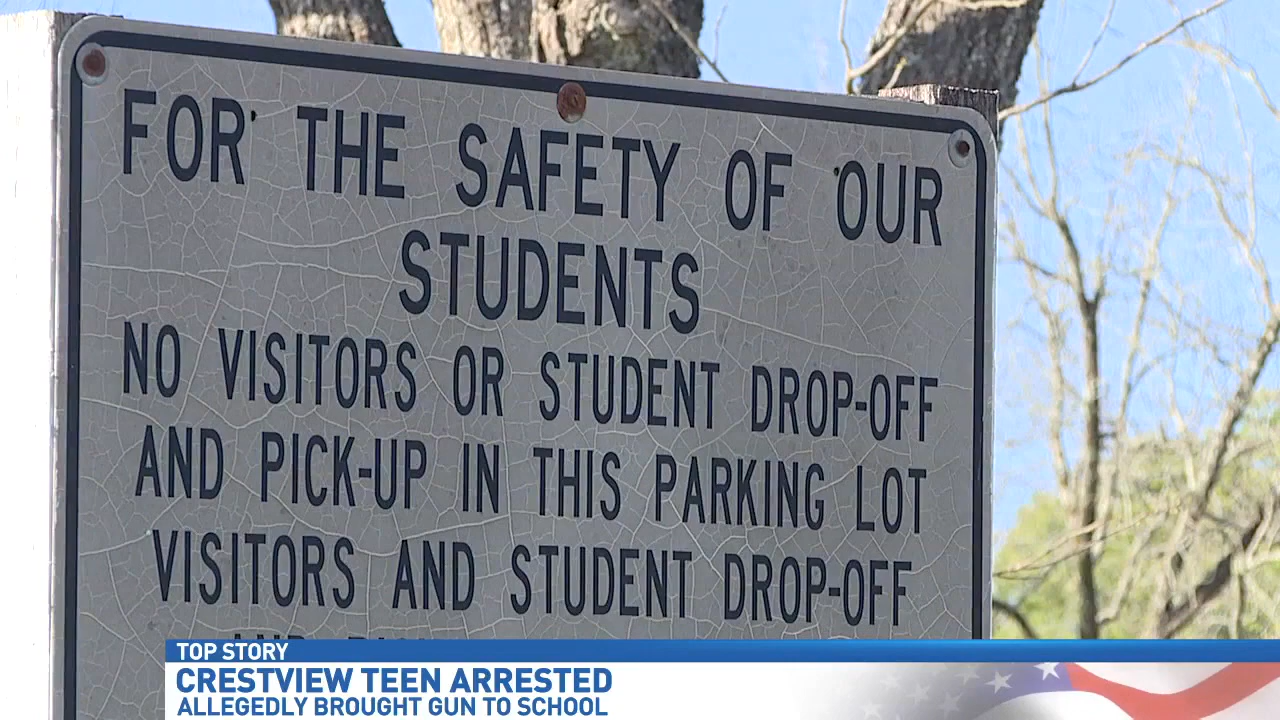 FOR THE SAFETY OF OUR
STUDENTS
NO VISITORS OR STUDENT DROP-OFF
AND PICK-UP IN THIS PARKING LOT
VISITORS AND STUDENT DROP-OFF
AND
TOP STORY
CRESTVIEW TEEN ARRESTED
ALLEGEDLY BROUGHT GUN TO SCHOOL